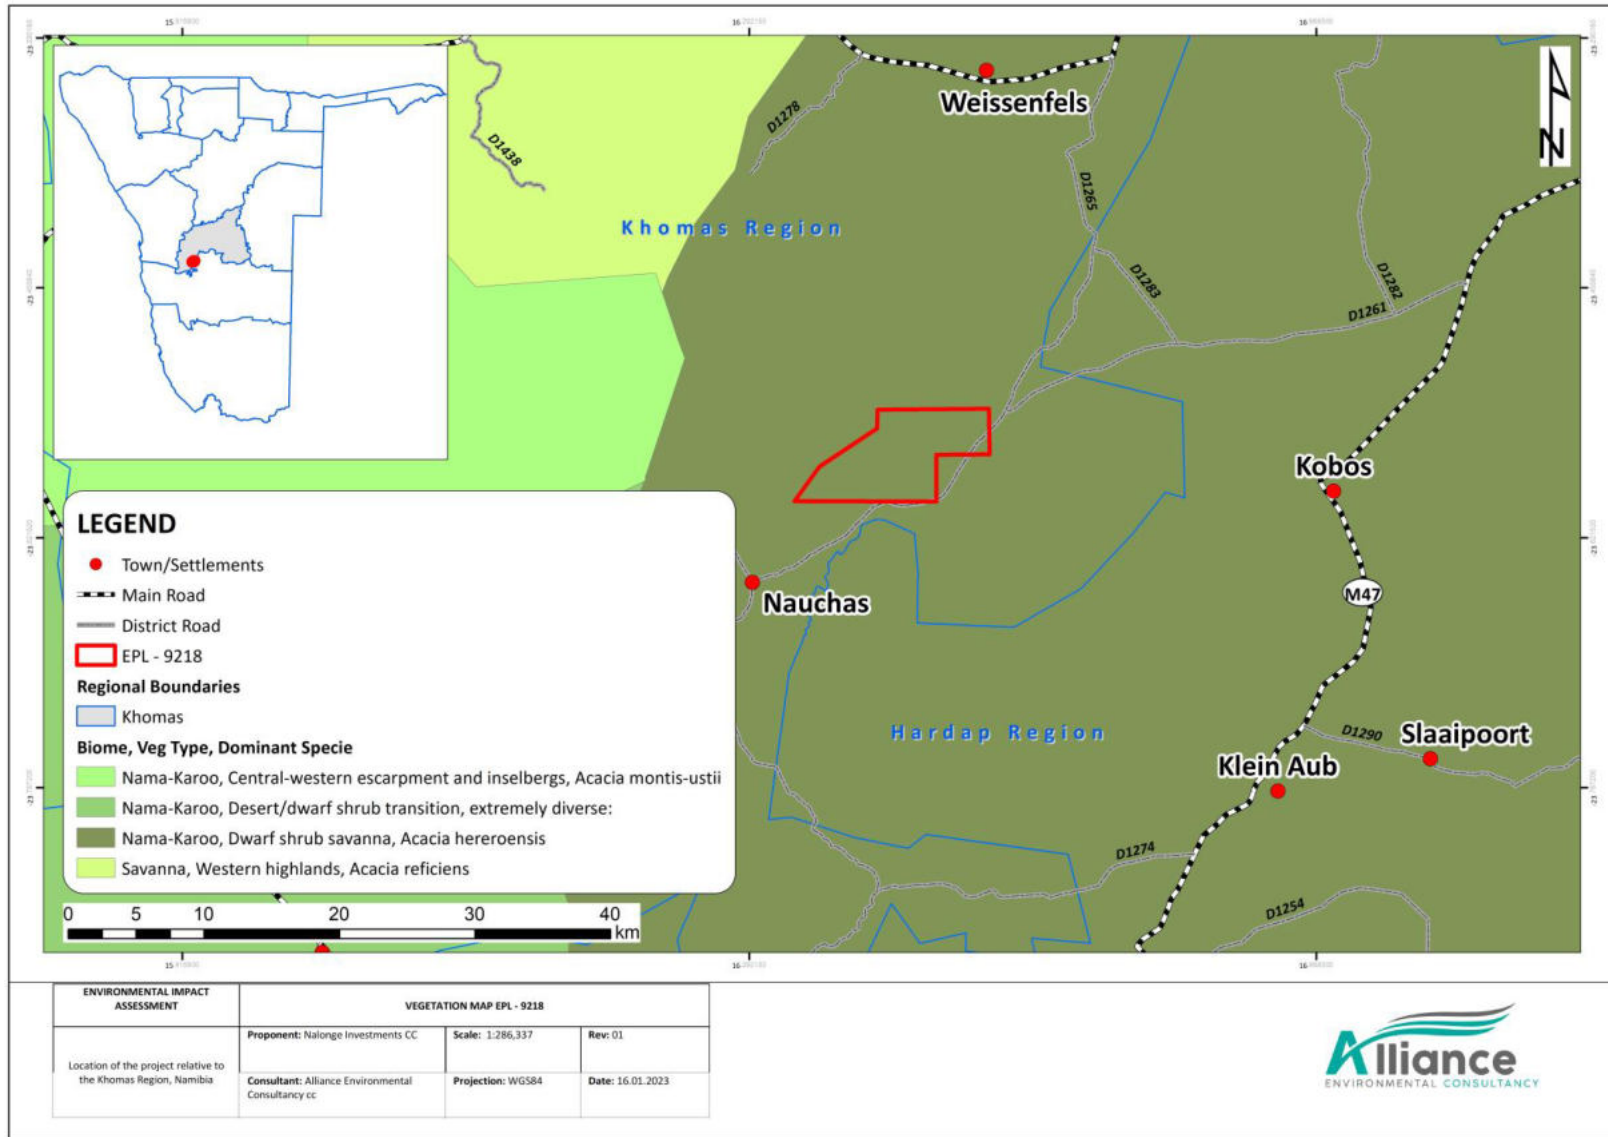 Weissenfels
D1278
D1438
D1265
Khomas Region
D1283
D1282
D1261
N
Kobos
M47
Nauchas
Hardap Region
D1290
Slaaipoort
Klein Aub
D1274
D1254
LEGEND
Town/Settlements
Main Road
District Road
EPL - 9218
Regional Boundaries
Khomas
Biome, Veg Type, Dominant Specie
Nama-Karoo, Central-western escarpment and inselbergs, Acacia montis-ustii
Nama-Karoo, Desert/dwarf shrub transition, extremely diverse:
Nama-Karoo, Dwarf shrub savanna, Acacia hereroensis
Savanna, Western highlands, Acacia reficiens
0 5 10 20 30 40
km
ENVIRONMENTAL IMPACT
ASSESSMENT
VEGETATION MAP EPL - 9218
Location of the project relative to
the Khomas Region, Namibia
Proponent: Nalonge Investments CC
Scale: 1:286,337
Rev: 01
Consultant: Alliance Environmental
Consultancy cc
Projection: WGS84
Date: 16.01.2023
Alliance
ENVIRONMENTAL CONSULTANCY